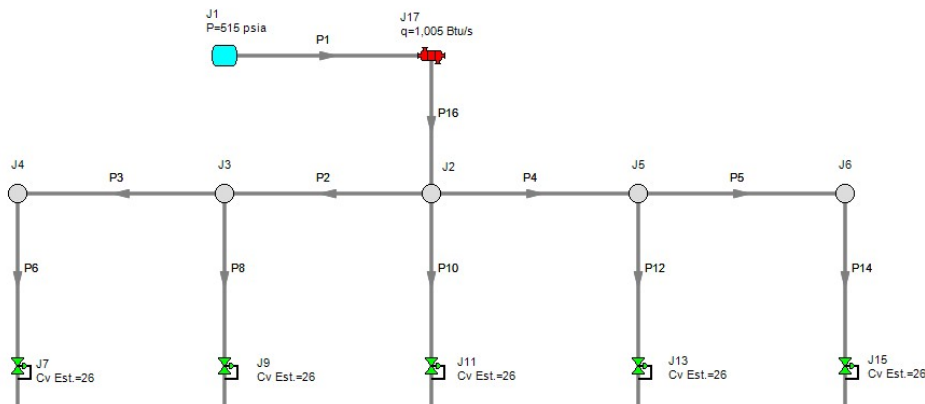 J1
P=515 psia
J17
q=1,005 Btu/s
P1
P16
J4
P3
J3
P2
J2
P4
J5
P5
J6
P6
P8
P10
P12
P14
J7
Cv Est.=26
J9
Cv Est.=26
J11
Cv Est.=26
J13
Cv Est.=26
J15
Cv Est.=26